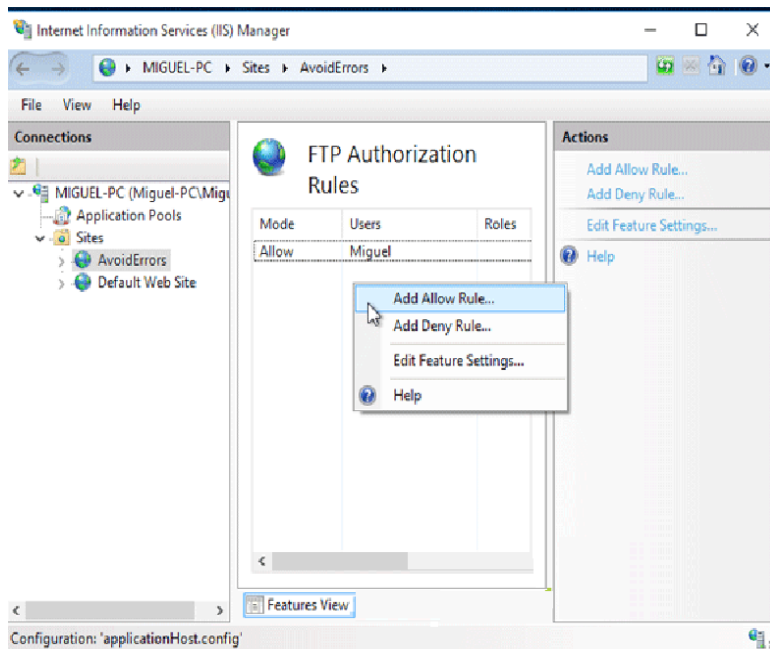 Internet Information Services (IIS) Manager
MIGUEL-PC Sites AvoidErrors
File View Help
Connections
MIGUEL-PC (Miguel-PC\Migu
Application Pools
Sites
AvoidErrors
Default Web Site
FTP Authorization
Rules
Mode Users Roles
Allow Miguel
Add Allow Rule...
Add Deny Rule...
Edit Feature Settings...
Help
Features View
Actions
Add Allow Rule...
Add Deny Rule...
Edit Feature Settings...
Help
Configuration: 'applicationHost.config'